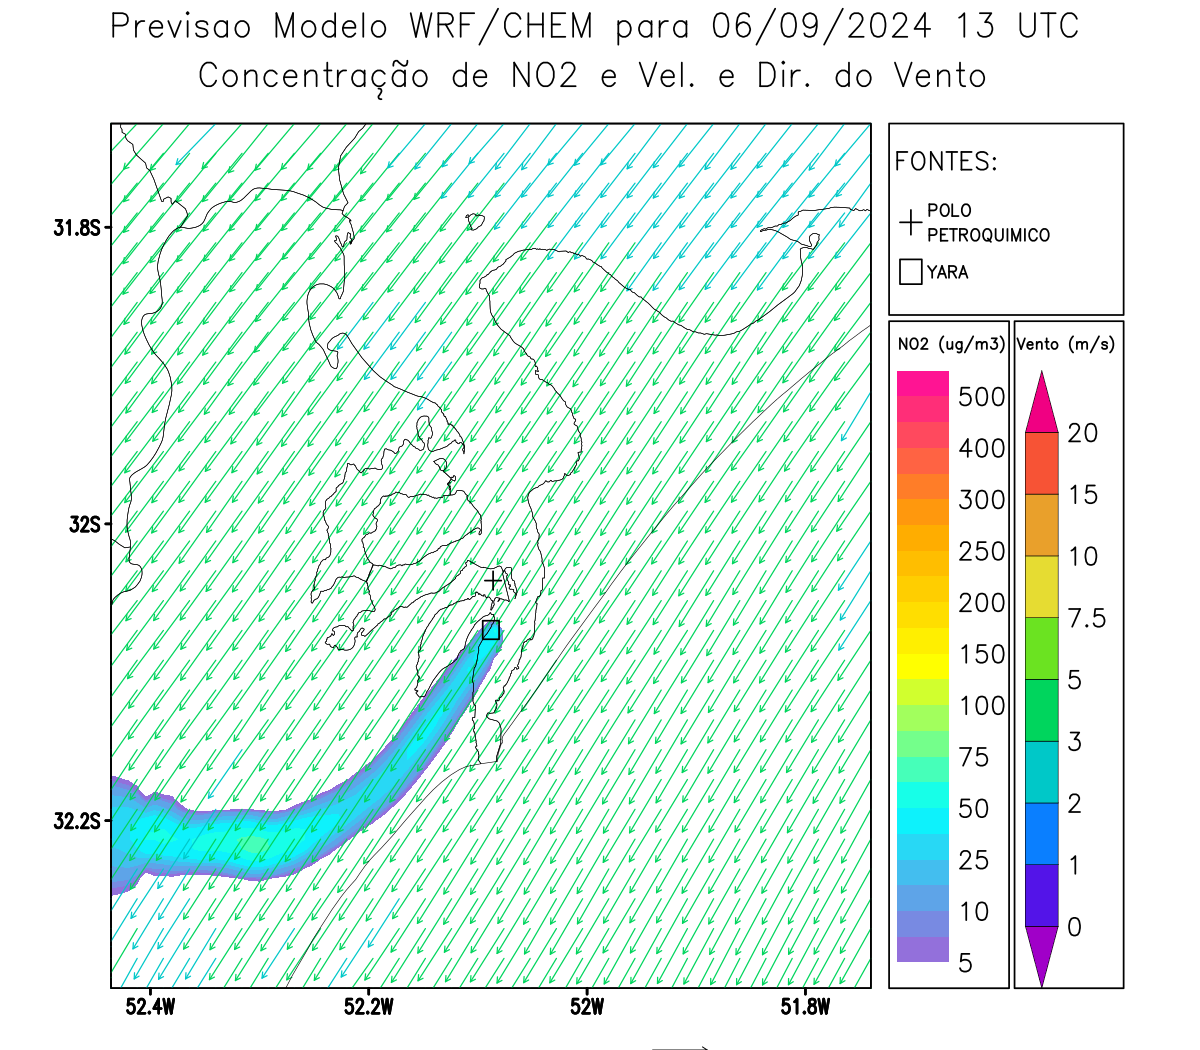 Previsao Modelo WRF/CHEM para 06/09/2024 13 UTC
Concentração de NO2 e Vel. e Dir. do Vento
FONTES:
POLO
PETROQUIMICO
YARA
NO2 (ug/m3)
500
400
300
250
200
150
100
75
50
25
10
5
Vento (m/s)
20
15
10
7.5
5
3
2
1
0
31.8S
32S
32.2S
52.4W 52.2W 52W 51.8W